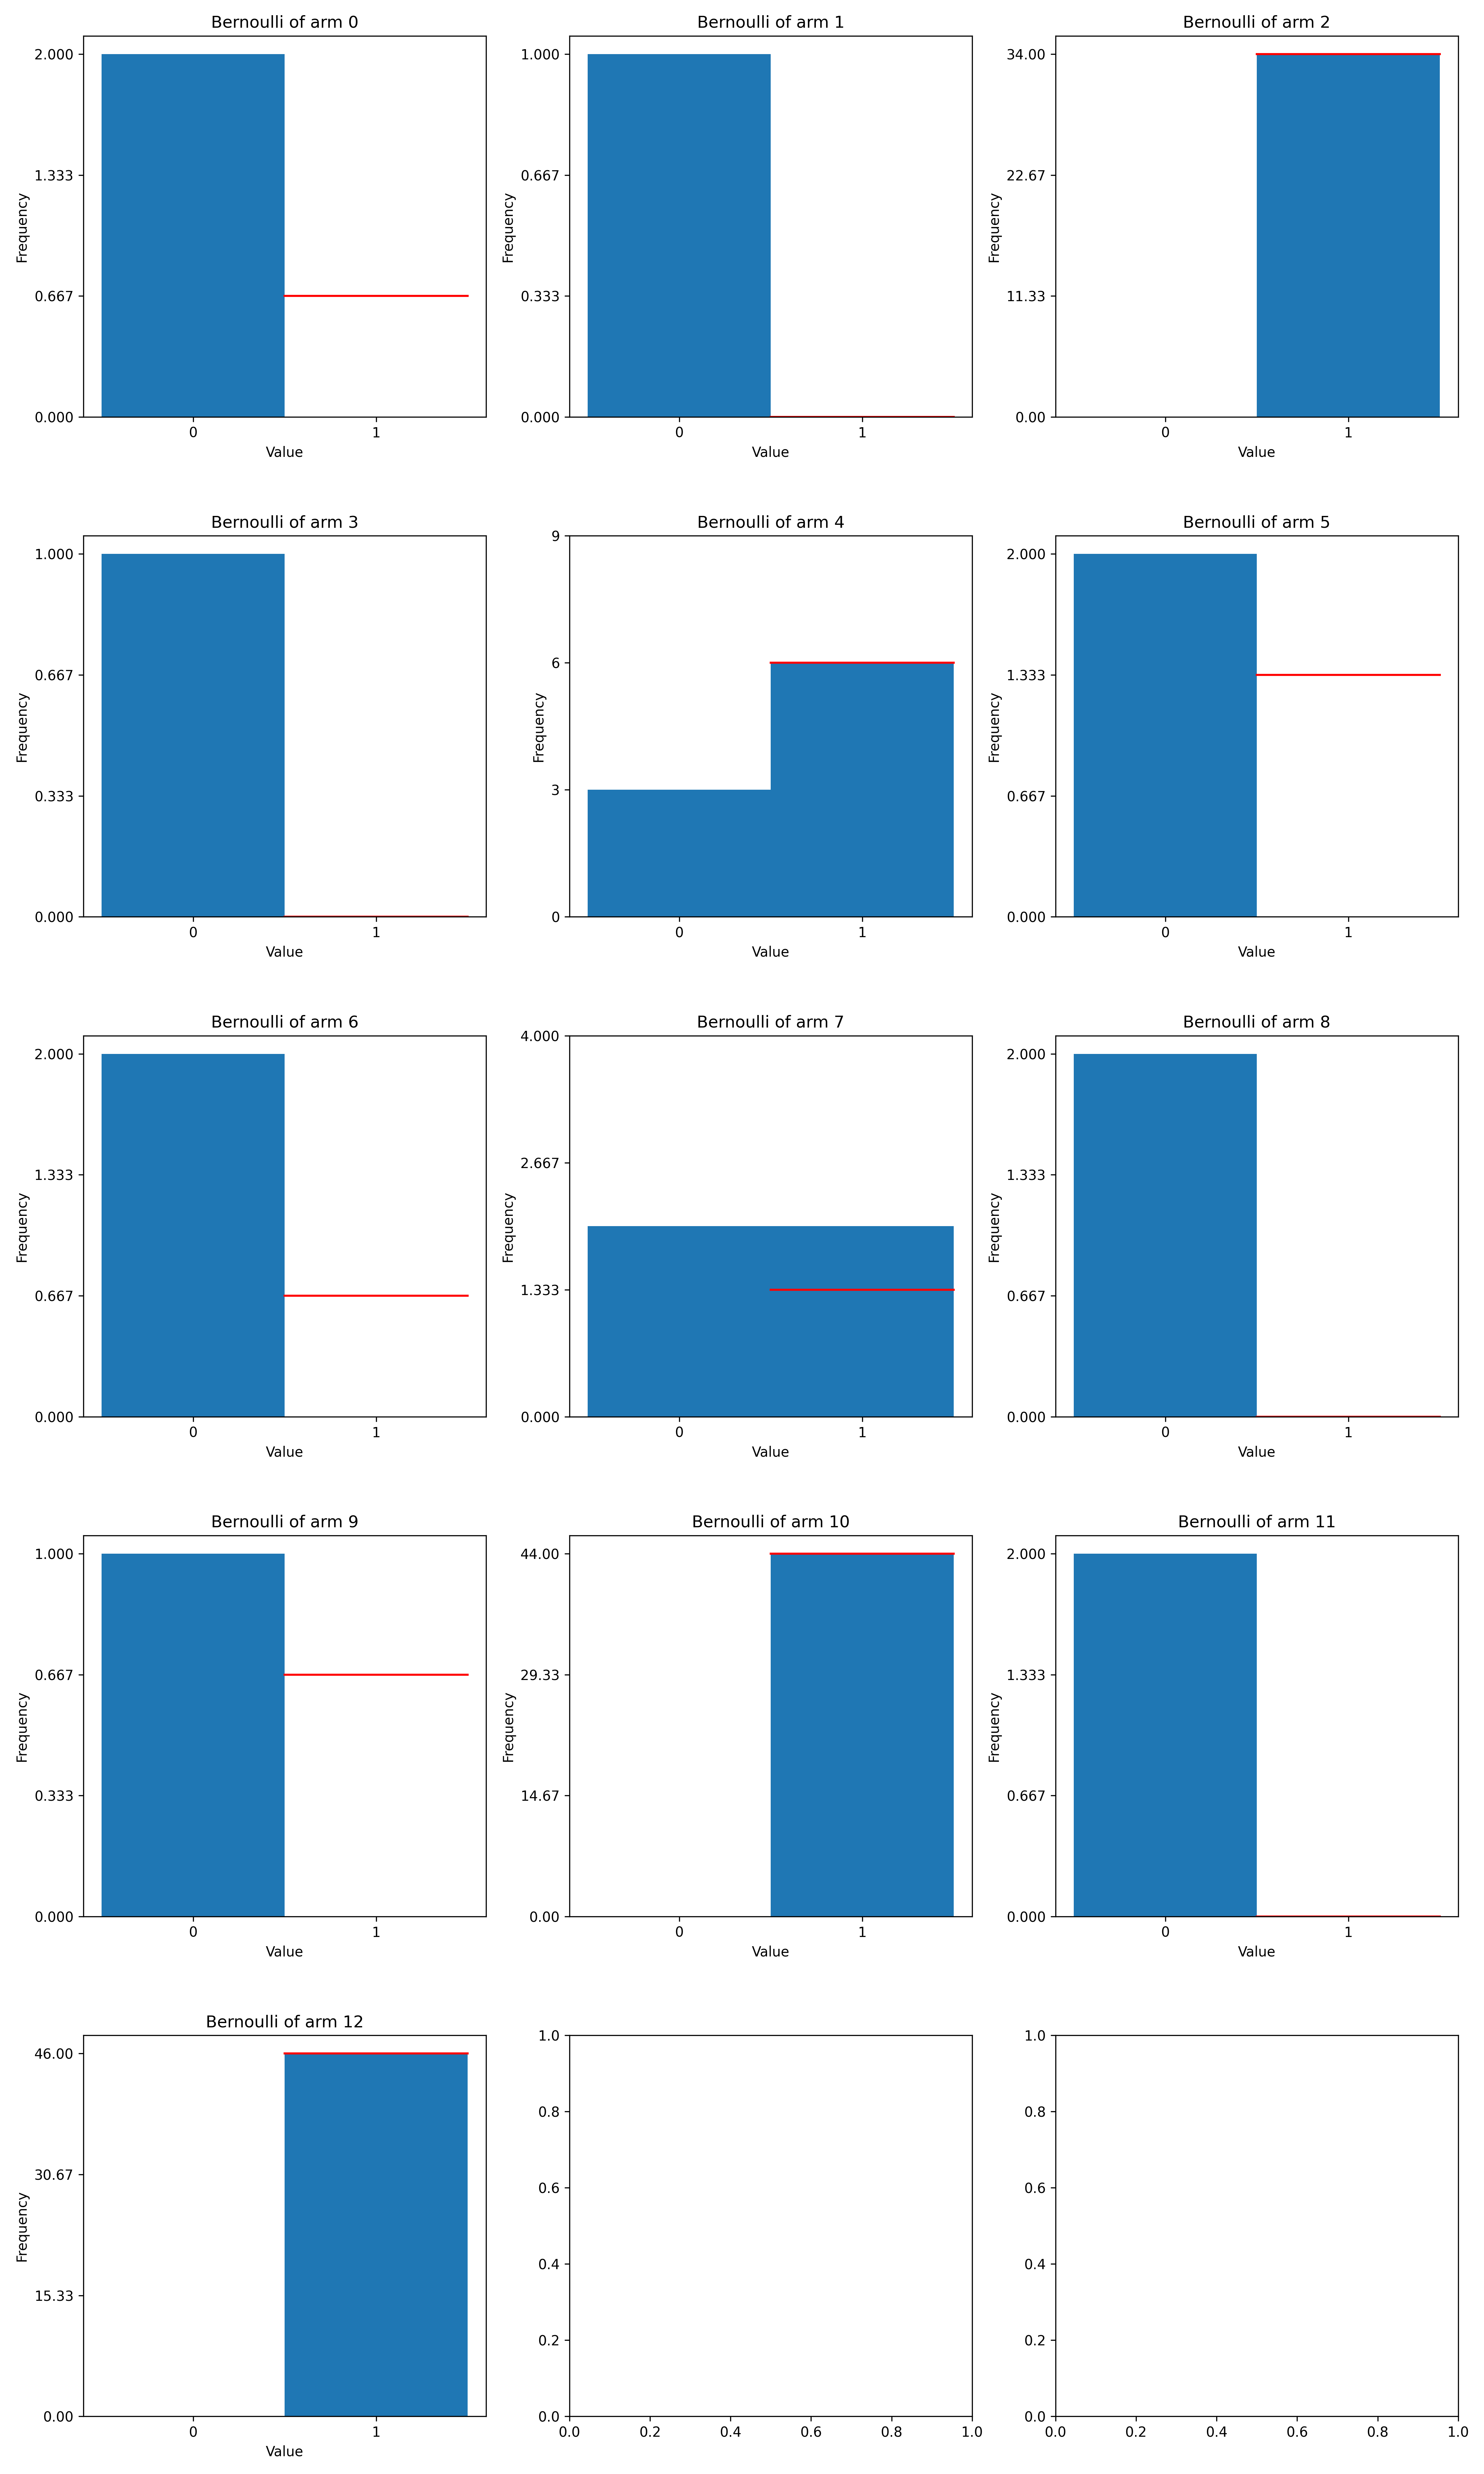 Bernoulli of arm 0
Frequency
2.000
1.333
0.667
0.000
0 1
Value
Bernoulli of arm 1
Frequency
1.000
0.667
0.333
0.000
0 1
Value
Bernoulli of arm 2
Frequency
34.00
22.67
11.33
0.00
0 1
Value
Bernoulli of arm 3
Frequency
1.000
0.667
0.333
0.000
0 1
Value
Bernoulli of arm 4
Frequency
9
6
3
0
0 1
Value
Bernoulli of arm 5
Frequency
2.000
1.333
0.667
0.000
0 1
Value
Bernoulli of arm 6
Frequency
2.000
1.333
0.667
0.000
0 1
Value
Bernoulli of arm 7
Frequency
4.000
2.667
1.333
0.000
0 1
Value
Bernoulli of arm 8
Frequency
2.000
1.333
0.667
0.000
0 1
Value
Bernoulli of arm 9
Frequency
1.000
0.667
0.333
0.000
0 1
Value
Bernoulli of arm 10
Frequency
44.00
29.33
14.67
0.00
0 1
Value
Bernoulli of arm 11
Frequency
2.000
1.333
0.667
0.000
0 1
Value
Bernoulli of arm 12
Frequency
46.00
30.67
15.33
0.00
0 1
Value
1.0
0.8
0.6
0.4
0.2
0.0
0.0 0.2 0.4 0.6 0.8 1.0
1.0
0.8
0.6
0.4
0.2
0.0
0.0 0.2 0.4 0.6 0.8 1.0